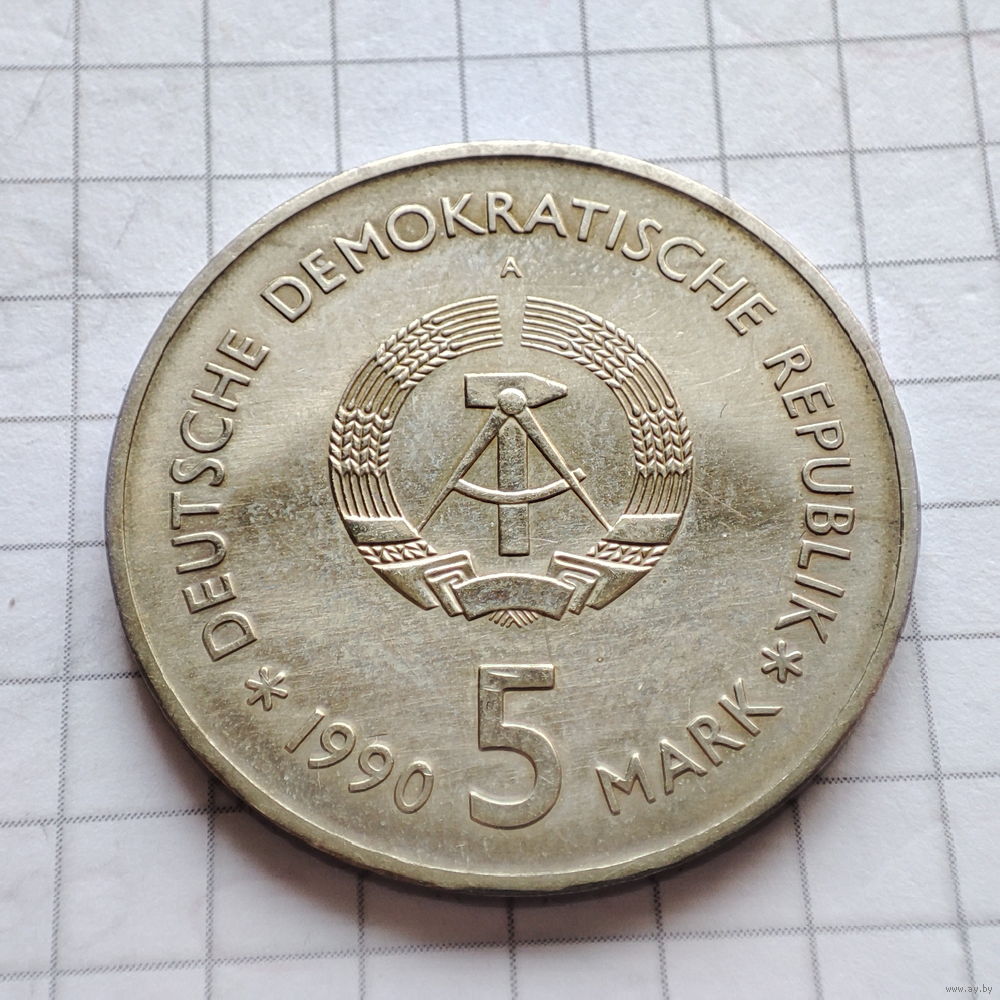 DEUTSCHE DEMOKRATISCHE REPUBLIK
A
* 1990 5 MARK *
www.ay.by